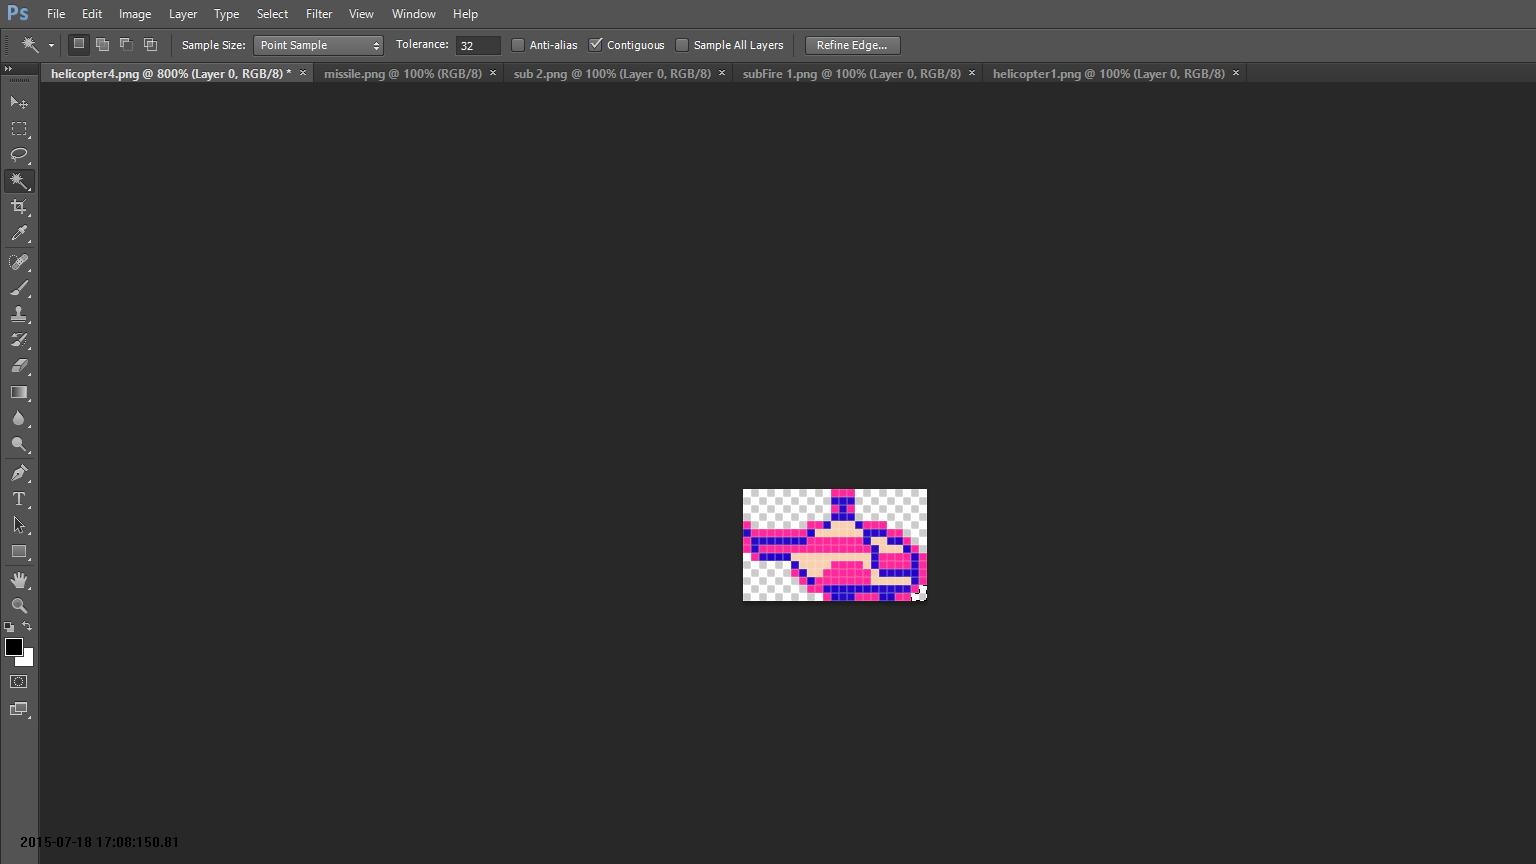 Ps File Edit Image Layer Type Select Filter View Window Help
Sample Size: Point Sample Tolerance: 32 Anti-alias Contiguous Sample All Layers Refine Edge...
helicopter4.png @ 800% (Layer 0, RGB/8) * × missile.png @ 100% (RGB/8) × sub 2.png @ 100% (Layer 0, RGB/8) × subFire 1.png @ 100% (Layer 0, RGB/8) × helicopter1.png @ 100% (Layer 0, RGB/8) ×
T
2015-07-18 17:08:150.81